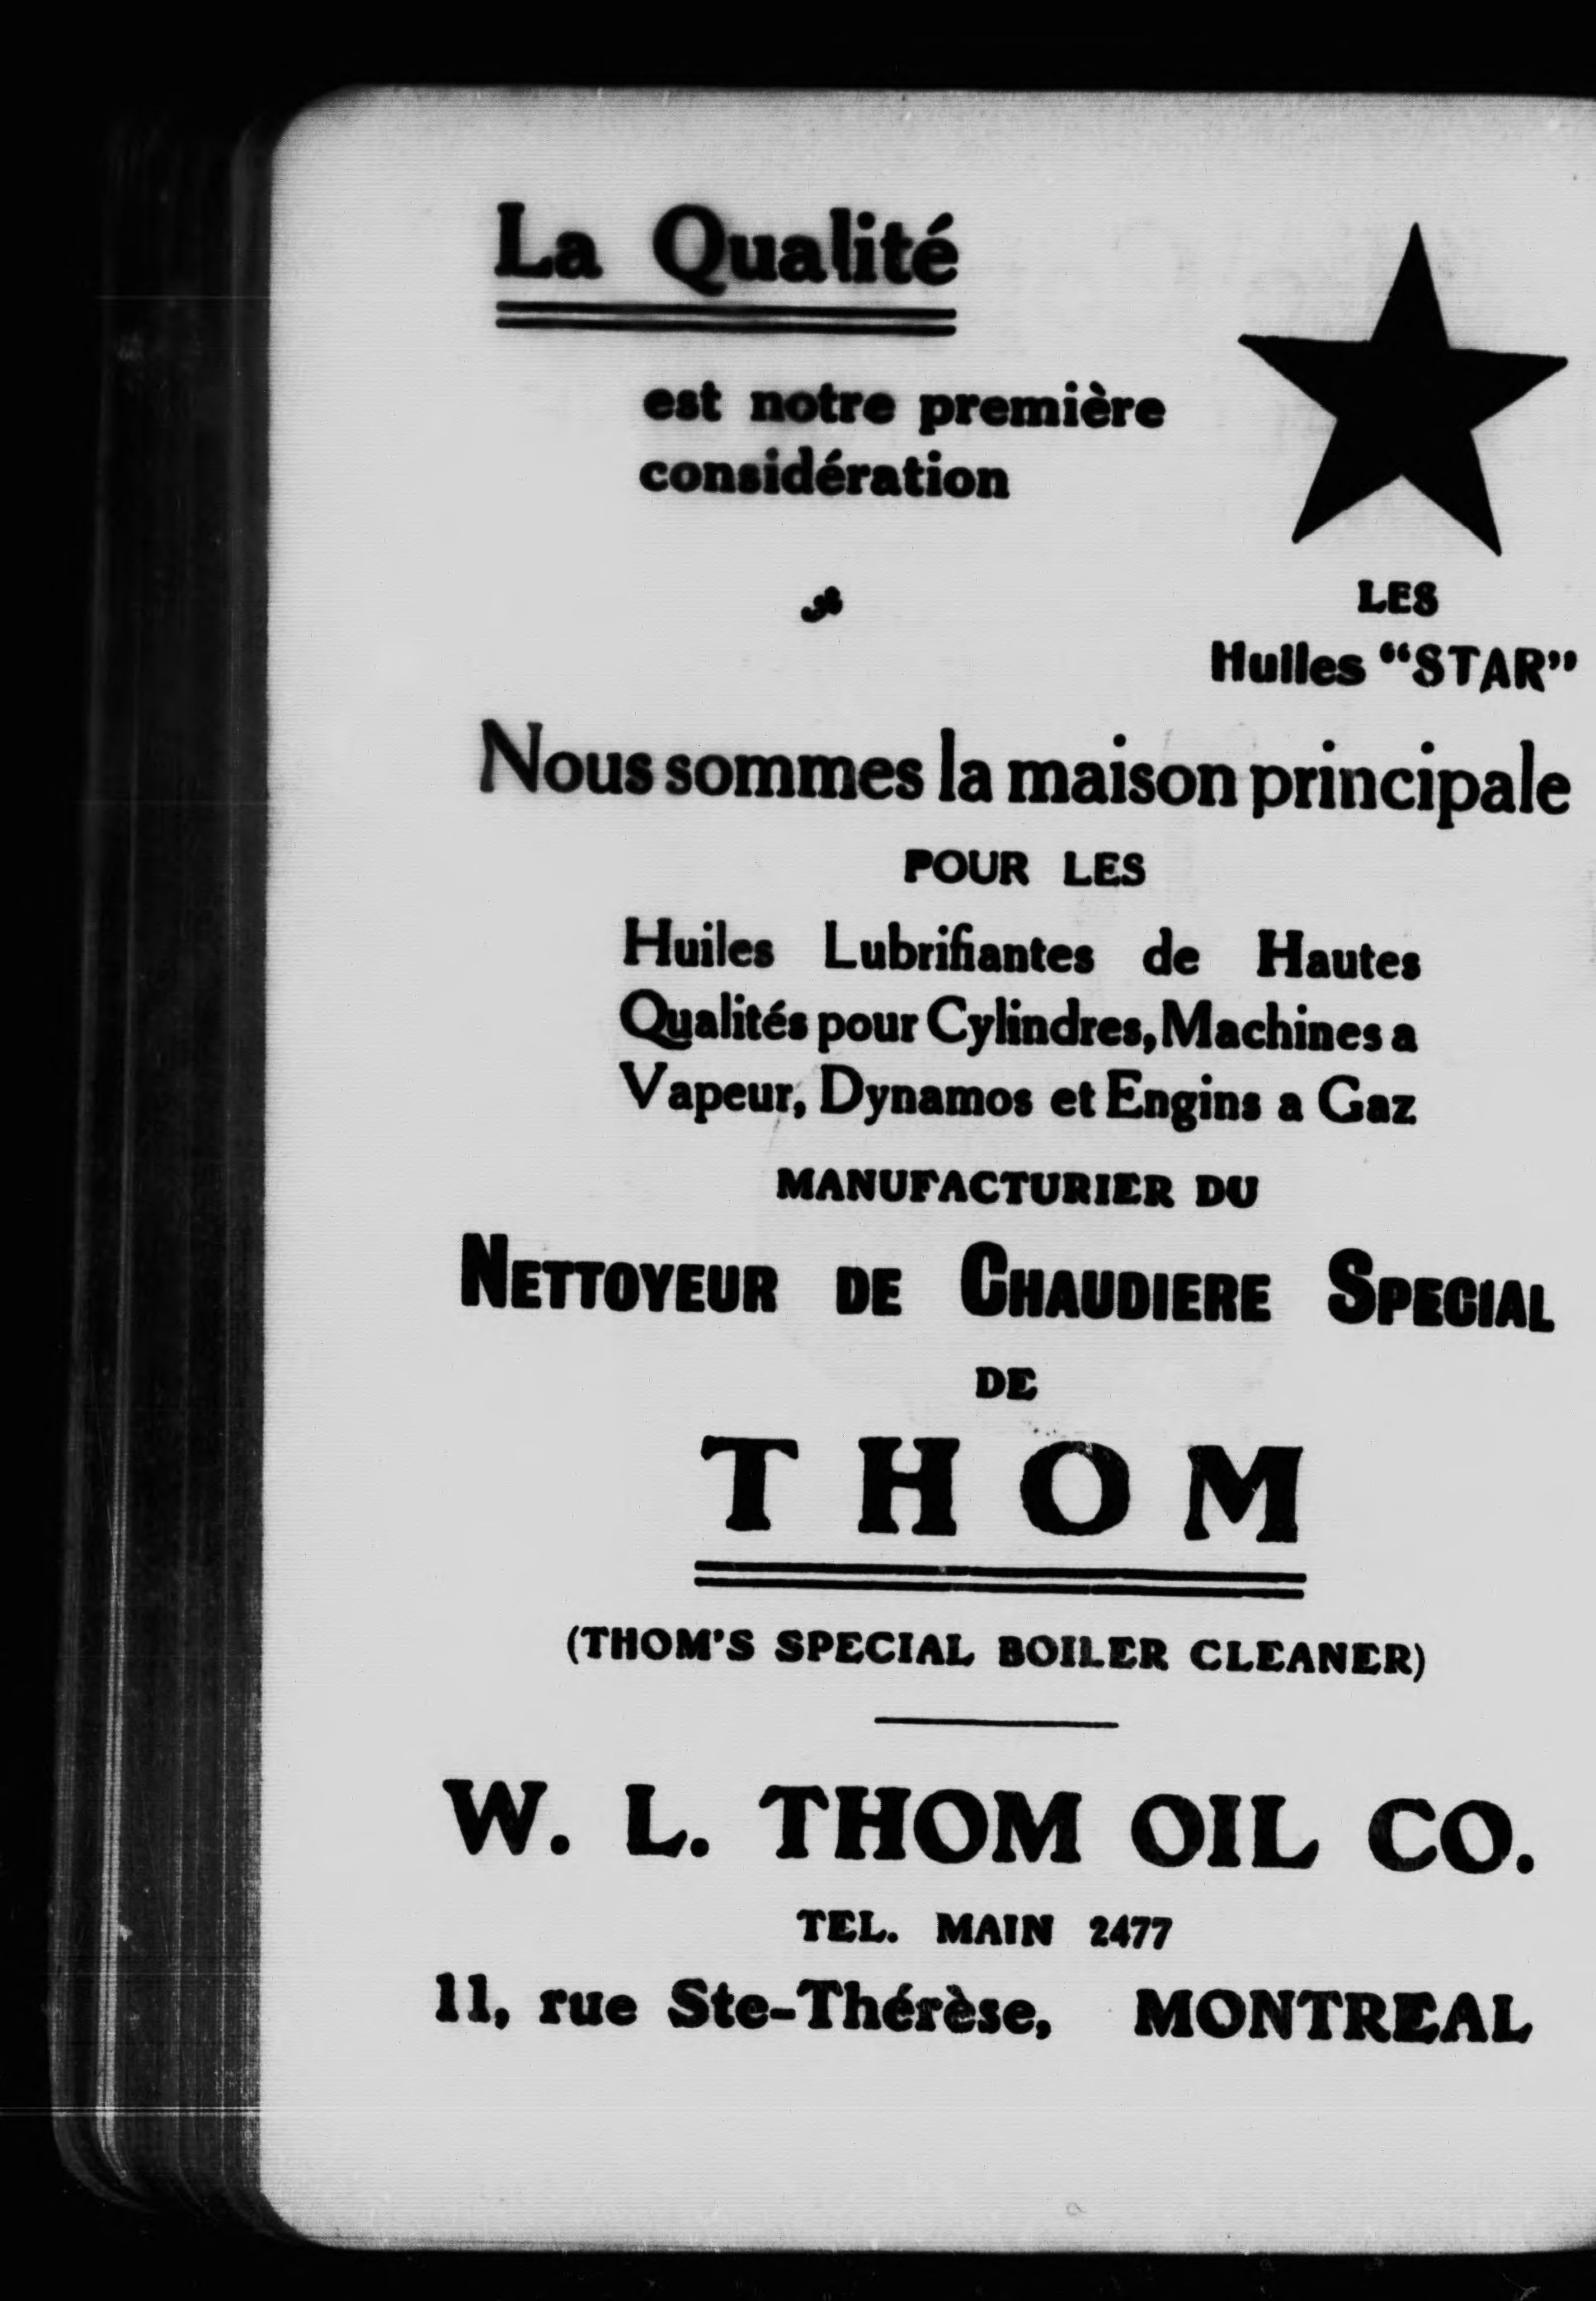 La Qualité
est notre première
considération
LES
Huiles “STAR”
Nous sommes la maison principale
POUR LES
Huiles Lubrifiantes de Hautes
Qualités pour Cylindres, Machines a
Vapeur, Dynamos et Engins a Gaz
MANUFACTURIER DU
NETTOYEUR DE CHAUDIERE SPECIAL
DE
THOM
(THOM'S SPECIAL BOILER CLEANER)
W. L. THOM OIL CO.
TEL. MAIN 2477
11, rue Ste-Thérèse, MONTREAL